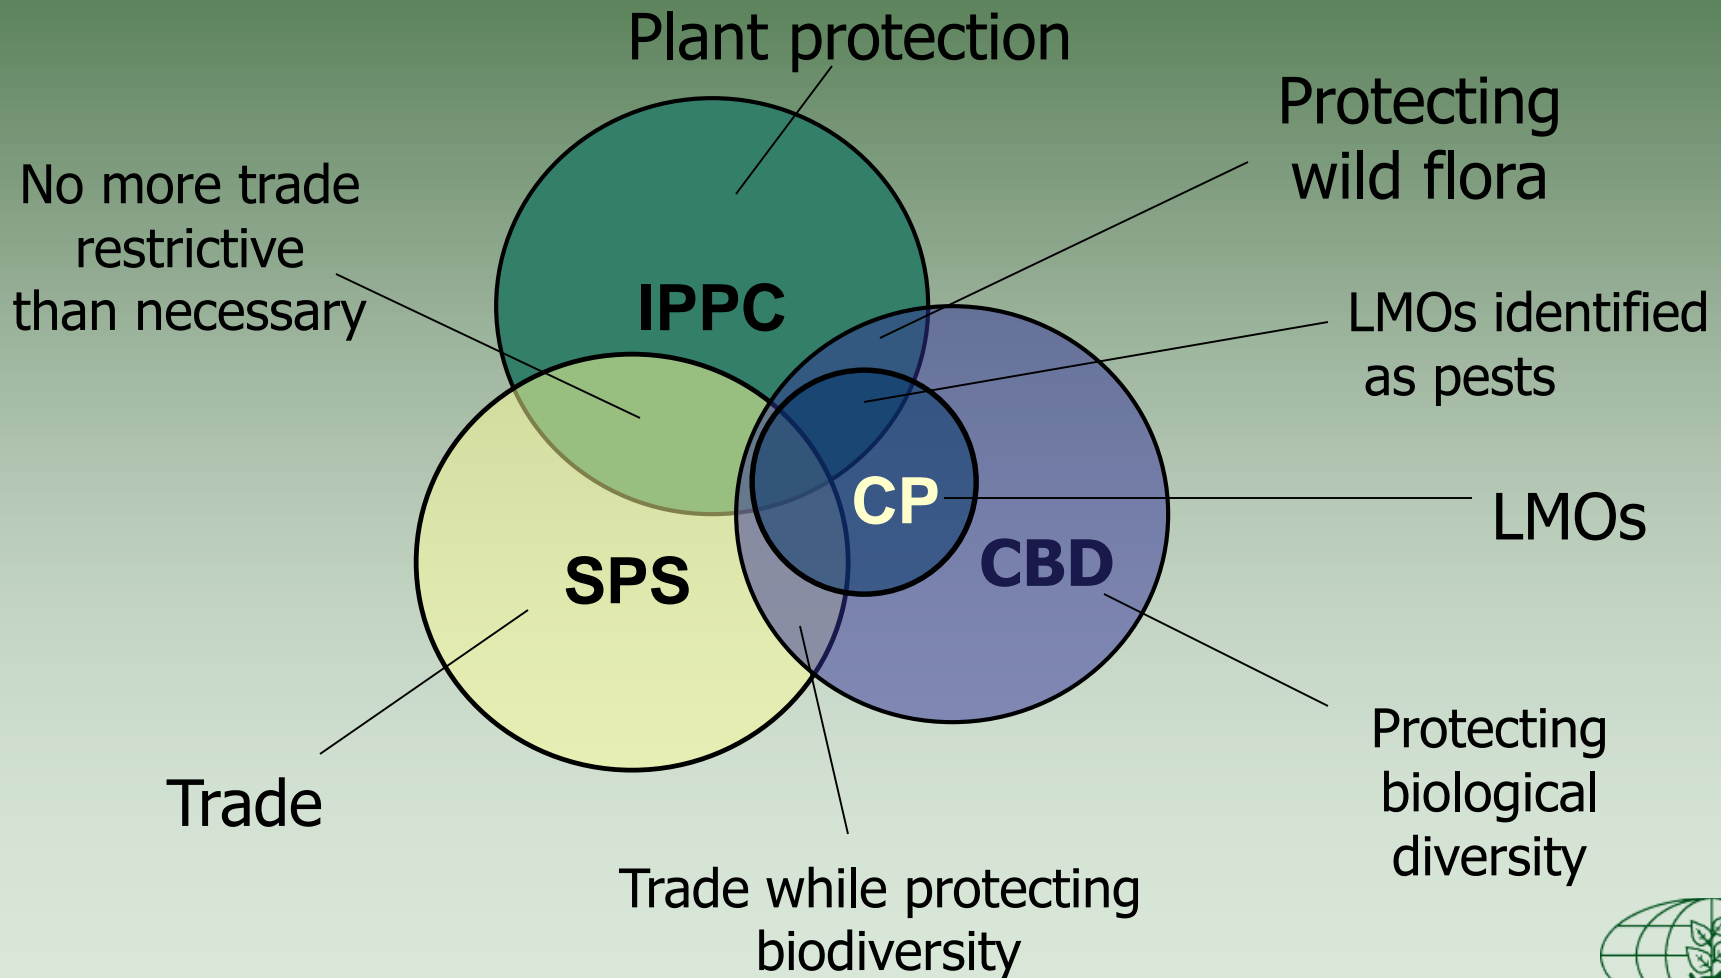 Plant protection
Protecting
wild flora
No more trade
restrictive
than necessary
IPPC
LMOs identified
as pests
CP
LMOs
SPS
CBD
Trade
Protecting
biological
diversity
Trade while protecting
biodiversity